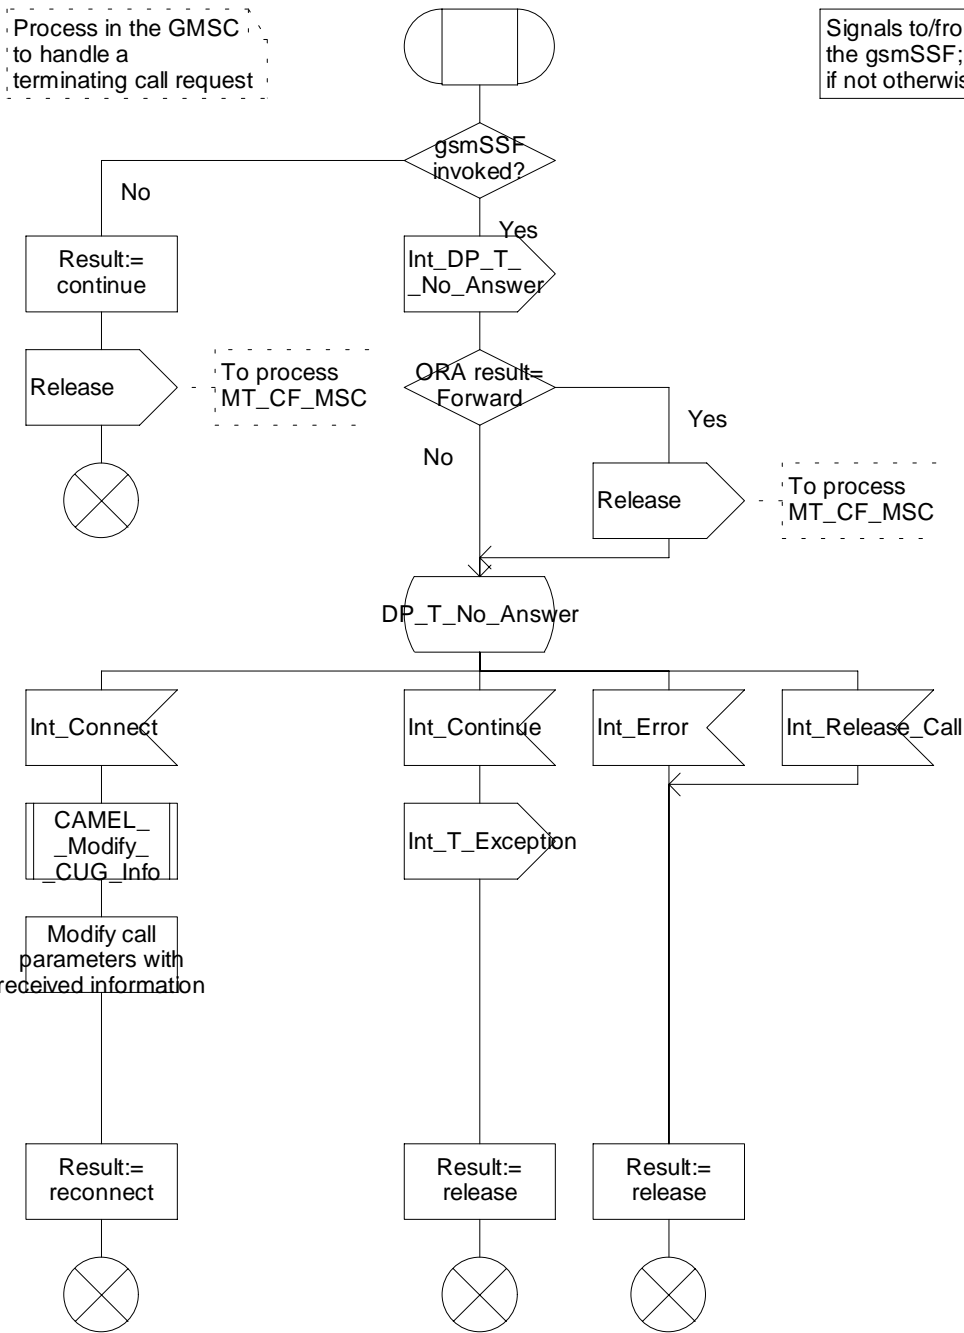 Process in the GMSC
to handle a
terminating call request
Signals to/fro
the gsmSSF;
if not otherwis
gsmSSF
invoked?
No
Yes
Result:=
continue
Int_DP_T_
_No_Answer
Release
To process
MT_CF_MSC
ORA result=
Forward
Yes
No
Release
To process
MT_CF_MSC
DP_T_No_Answer
Int_Connect
Int_Continue
Int_Error
Int_Release_Call
CAMEL_
_Modify_
_CUG_Info
Int_T_Exception
Modify call
parameters with
received information
Result:=
reconnect
Result:=
release
Result:=
release